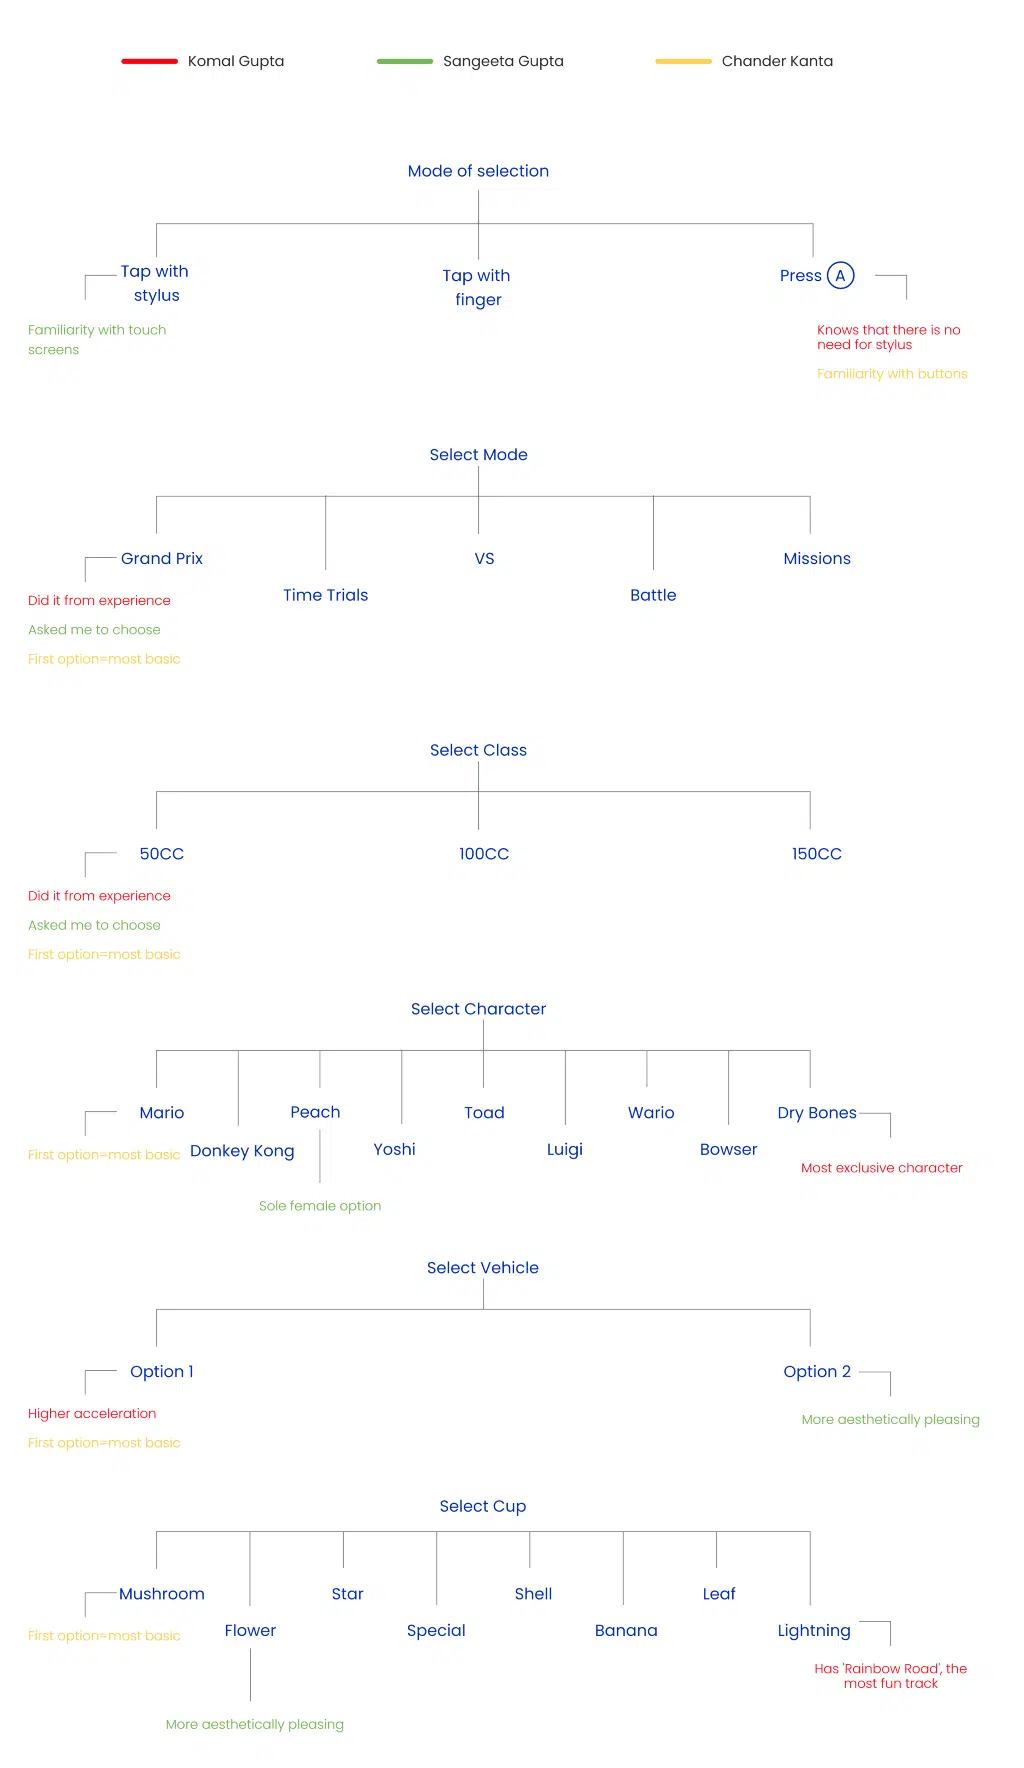 Komal Gupta
Sangeeta Gupta
Chander Kanta
Mode of selection
Tap with
stylus
Tap with
finger
Press A
Familiarity with touch
screens
Knows that there is no
need for stylus
Familiarity with buttons
Select Mode
Grand Prix
Time Trials
VS
Battle
Missions
Did it from experience
Asked me to choose
First option=most basic
Select Class
50CC
100CC
150CC
Did it from experience
Asked me to choose
First option=most basic
Select Character
Mario
Donkey Kong
Peach
Yoshi
Toad
Luigi
Wario
Bowser
Dry Bones
First option=most basic
Sole female option
Most exclusive character
Select Vehicle
Option 1
Option 2
Higher acceleration
First option=most basic
More aesthetically pleasing
Select Cup
Mushroom
Flower
Star
Special
Shell
Banana
Leaf
Lightning
First option=most basic
More aesthetically pleasing
Has 'Rainbow Road', the
most fun track